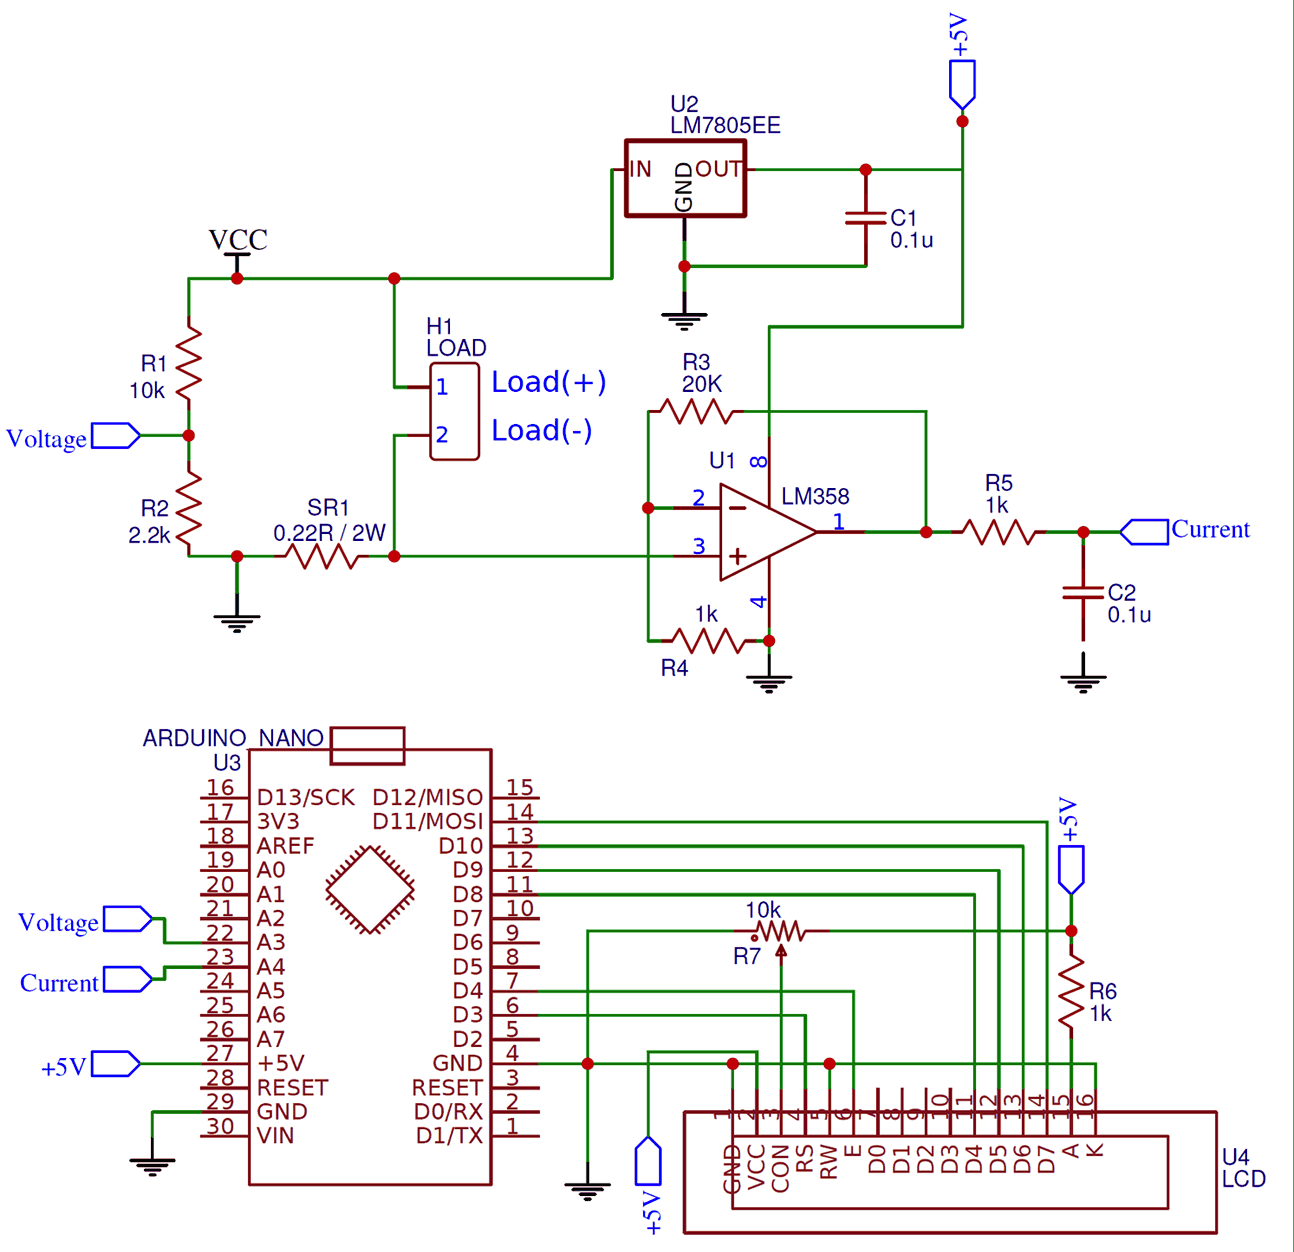 +5V
U2
LM7805EE
IN
GND
OUT
C1
0.1u
VCC
H1
LOAD
1
Load(+)
2
Load(-)
R1
10k
Voltage
R2
2.2k
SR1
0.22R / 2W
R3
20K
U1
8
LM358
2
3
1
4
R5
1k
Current
C2
0.1u
1k
R4
ARDUINO NANO
U3
16 D13/SCK D12/MISO 15
17 3V3 D11/MOSI 14
18 AREF D10 13
19 A0 D9 12
20 A1 D8 11
21 A2 D7 10
22 A3 D6 9
23 A4 D5 8
24 A5 D4 7
25 A6 D3 6
26 A7 D2 5
27 +5V GND 4
28 RESET RESET 3
29 GND D0/RX 2
30 VIN D1/TX 1
Voltage
Current
+5V
10k
R7
+5V
R6
1k
+5V
1 2 3 4 5 6 7 8 9 10 11 12 13 14 15 16
GND VCC CON RS RW E D0 D1 D2 D3 D4 D5 D6 D7 A K
U4
LCD